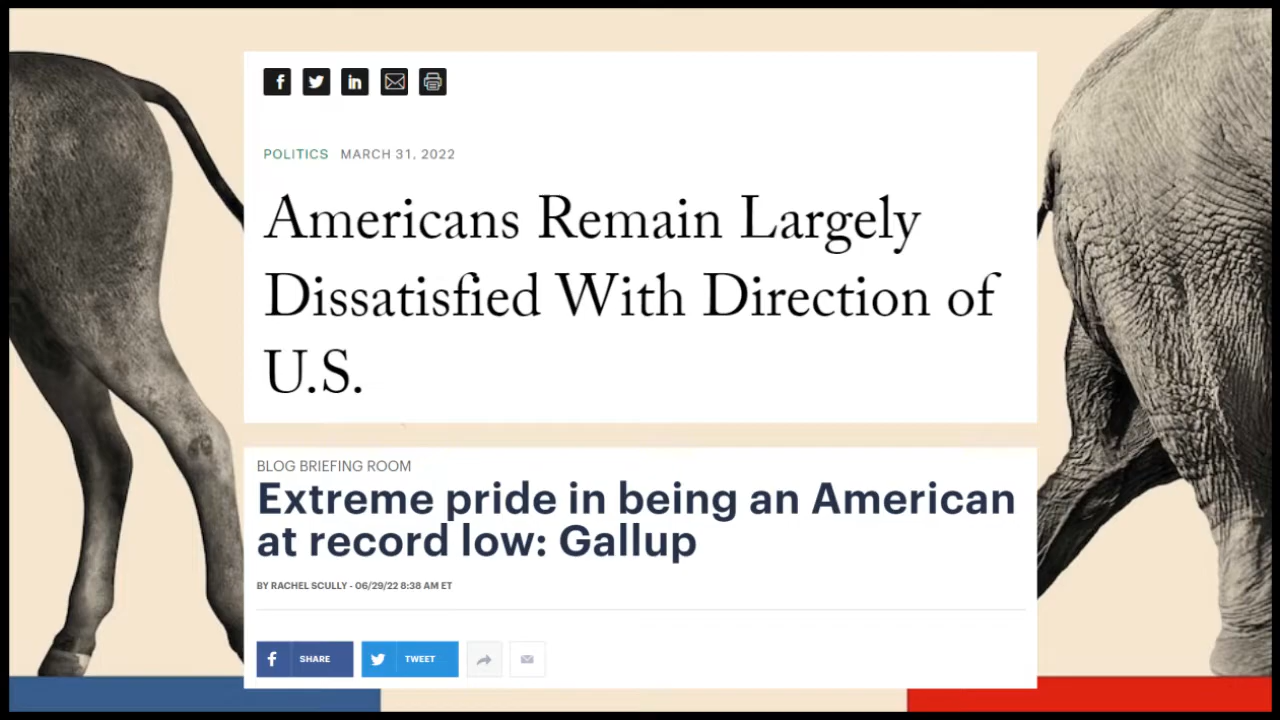 POLITICS MARCH 31, 2022
Americans Remain Largely
Dissatisfied With Direction of
U.S.
BLOG BRIEFING ROOM
Extreme pride in being an American
at record low: Gallup
BY RACHEL SCULLY - 06/29/22 8:38 AM ET
SHARE TWEET